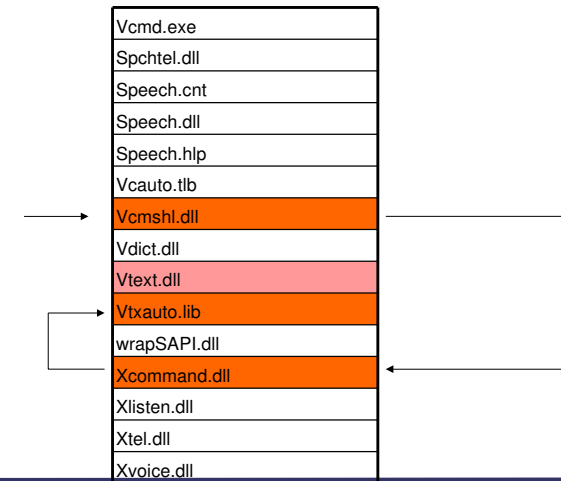 Vcmd.exe
Spchtel.dll
Speech.cnt
Speech.dll
Speech.hlp
Vcauto.tlb
Vcmshl.dll
Vdict.dll
Vtext.dll
Vtxauto.lib
wrapSAPI.dll
Xcommand.dll
Xlisten.dll
Xtel.dll
Xvoice.dll